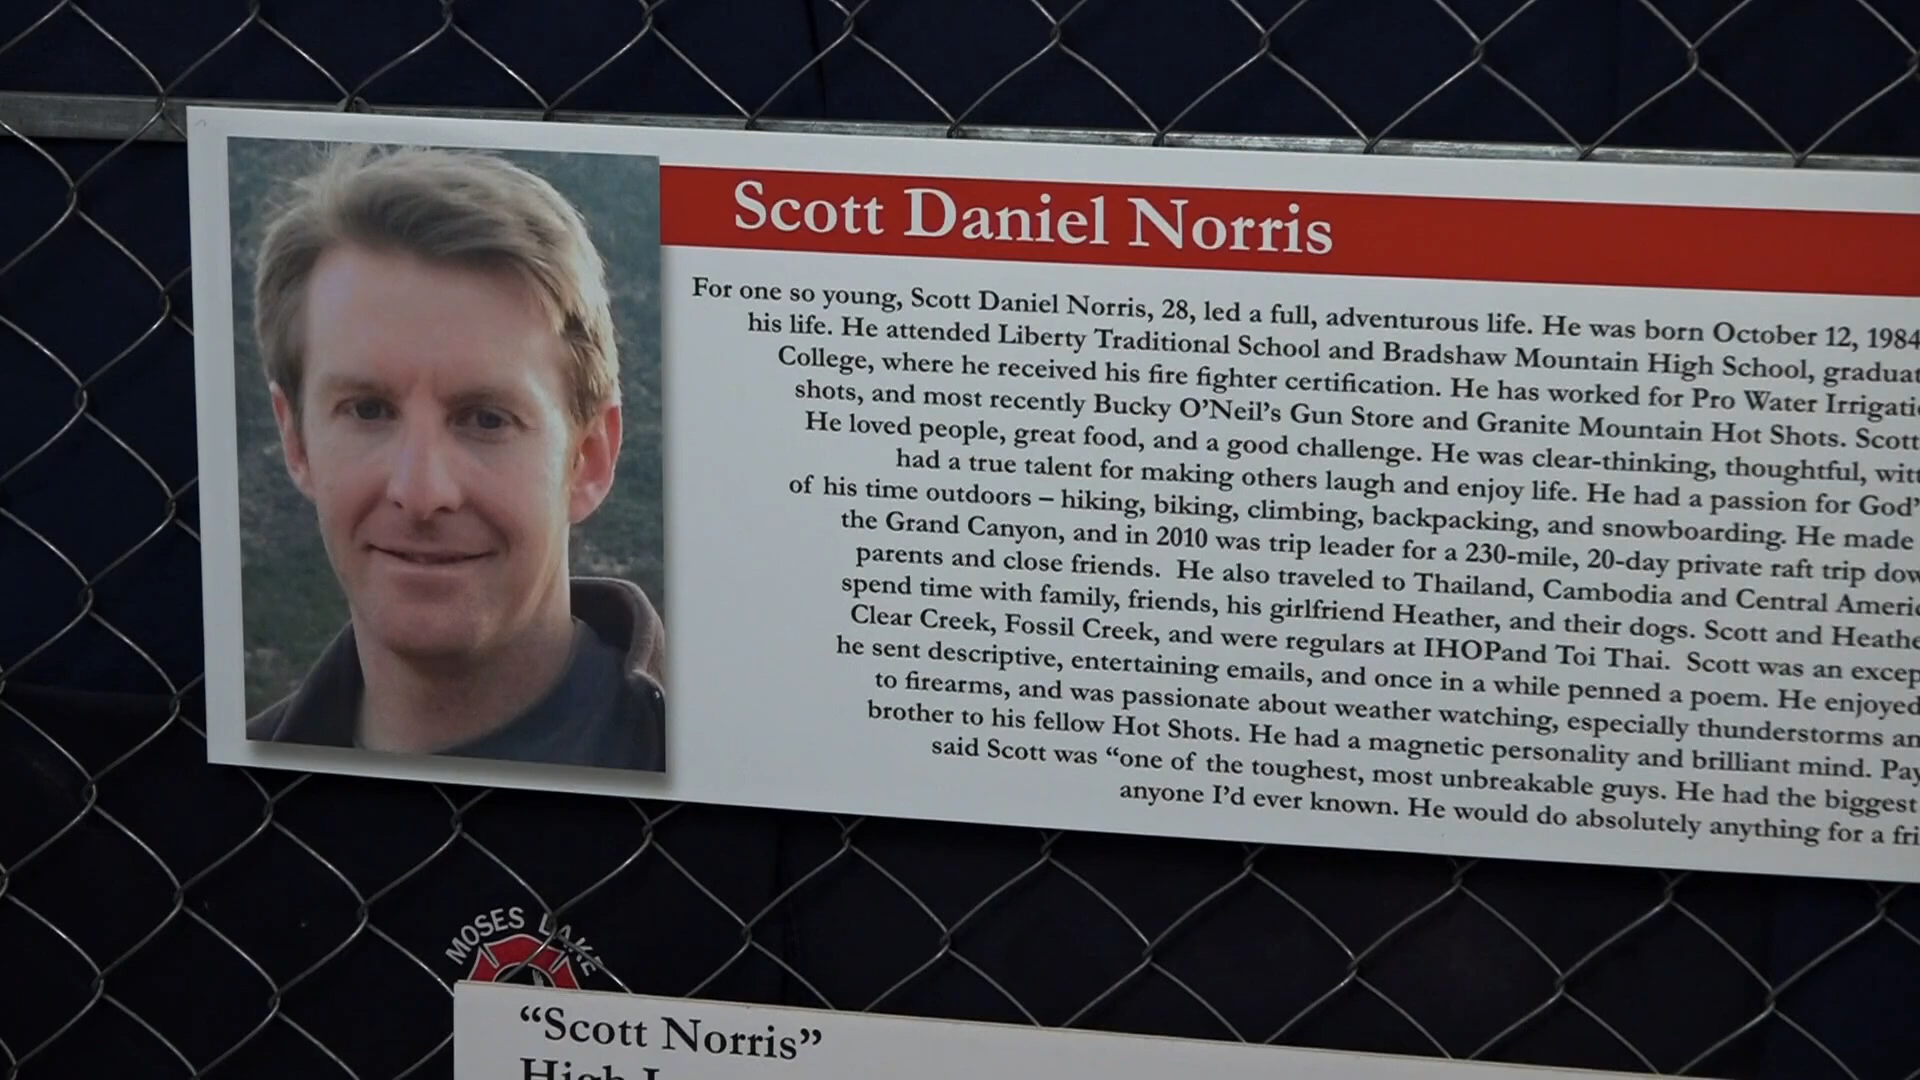 Scott Daniel Norris
For one so young, Scott Daniel Norris, 28, led a full, adventurous life. He was born October 12, 1984
his life. He attended Liberty Traditional School and Bradshaw Mountain High School, graduat
College, where he received his fire fighter certification. He has worked for Pro Water Irrigati
shots, and most recently Bucky O’Neil’s Gun Store and Granite Mountain Hot Shots. Scott
He loved people, great food, and a good challenge. He was clear-thinking, thoughtful, witt
had a true talent for making others laugh and enjoy life. He had a passion for God’
of his time outdoors – hiking, biking, climbing, backpacking, and snowboarding. He made
the Grand Canyon, and in 2010 was trip leader for a 230-mile, 20-day private raft trip dow
parents and close friends. He also traveled to Thailand, Cambodia and Central Americ
spend time with family, friends, his girlfriend Heather, and their dogs. Scott and Heathe
Clear Creek, Fossil Creek, and were regulars at IHOPand Toi Thai. Scott was an excep
he sent descriptive, entertaining emails, and once in a while penned a poem. He enjoyed
to firearms, and was passionate about weather watching, especially thunderstorms an
brother to his fellow Hot Shots. He had a magnetic personality and brilliant mind. Pay
said Scott was “one of the toughest, most unbreakable guys. He had the biggest
anyone I’d ever known. He would do absolutely anything for a fri
MOSES LAKE
“Scott Norris”
High